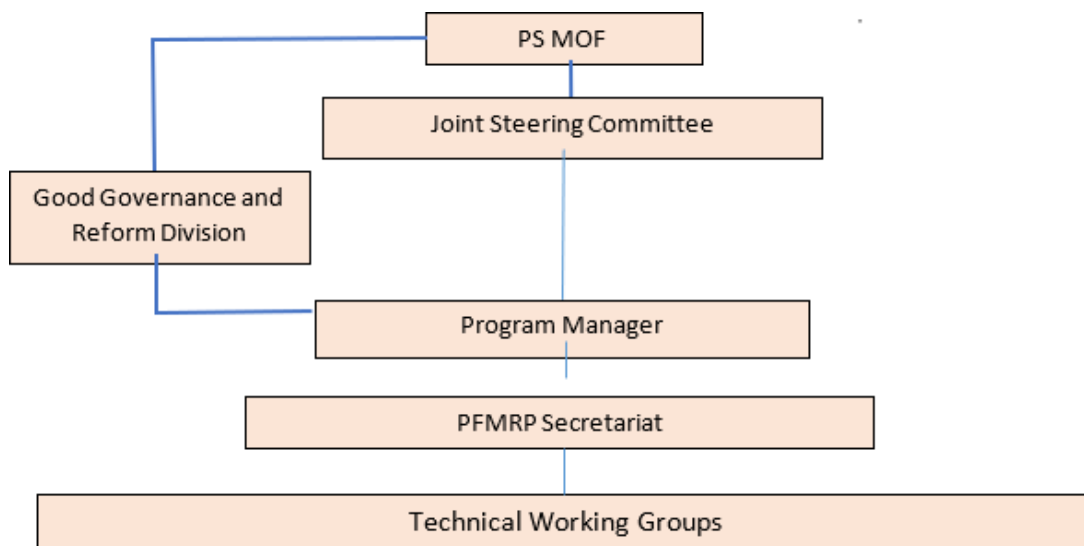 PS MOF
Joint Steering Committee
Good Governance and
Reform Division
Program Manager
PFMRP Secretariat
Technical Working Groups